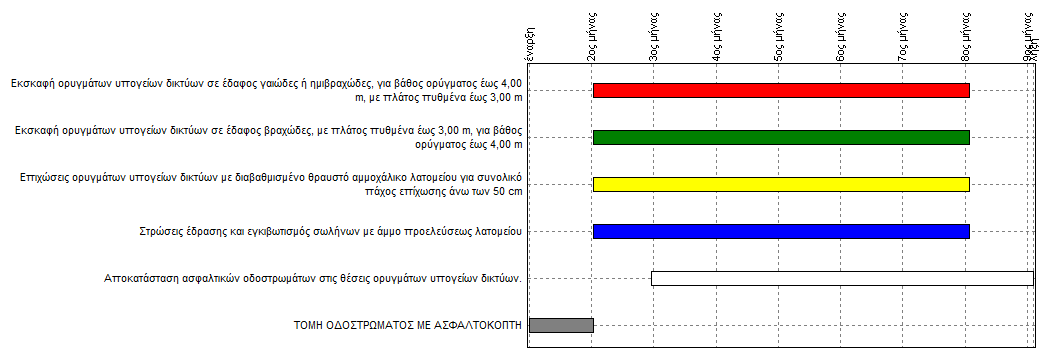 έναρξη
2ος μήνας
3ος μήνας
4ος μήνας
5ος μήνας
6ος μήνας
7ος μήνας
8ος μήνας
9ος μήνας
λήξη
Εκσκαφή ορυγμάτων υπογείων δικτύων σε έδαφος γαιώδες ή ημιβραχώδες, για βάθος ορύγματος έως 4,00
m, με πλάτος πυθμένα έως 3,00 m
Εκσκαφή ορυγμάτων υπογείων δικτύων σε έδαφος βραχώδες, με πλάτος πυθμένα έως 3,00 m, για βάθος
ορύγματος έως 4,00 m
Επιχώσεις ορυγμάτων υπογείων δικτύων με διαβαθμισμένο θραυστό αμμοχάλικο λατομείου για συνολικό
πάχος επίχωσης άνω των 50 cm
Στρώσεις έδρασης και εγκιβωτισμός σωλήνων με άμμο προελεύσεως λατομείου
Αποκατάσταση ασφαλτικών οδοστρωμάτων στις θέσεις ορυγμάτων υπογείων δικτύων.
ΤΟΜΗ ΟΔΟΣΤΡΩΜΑΤΟΣ ΜΕ ΑΣΦΑΛΤΟΚΟΠΤΗ